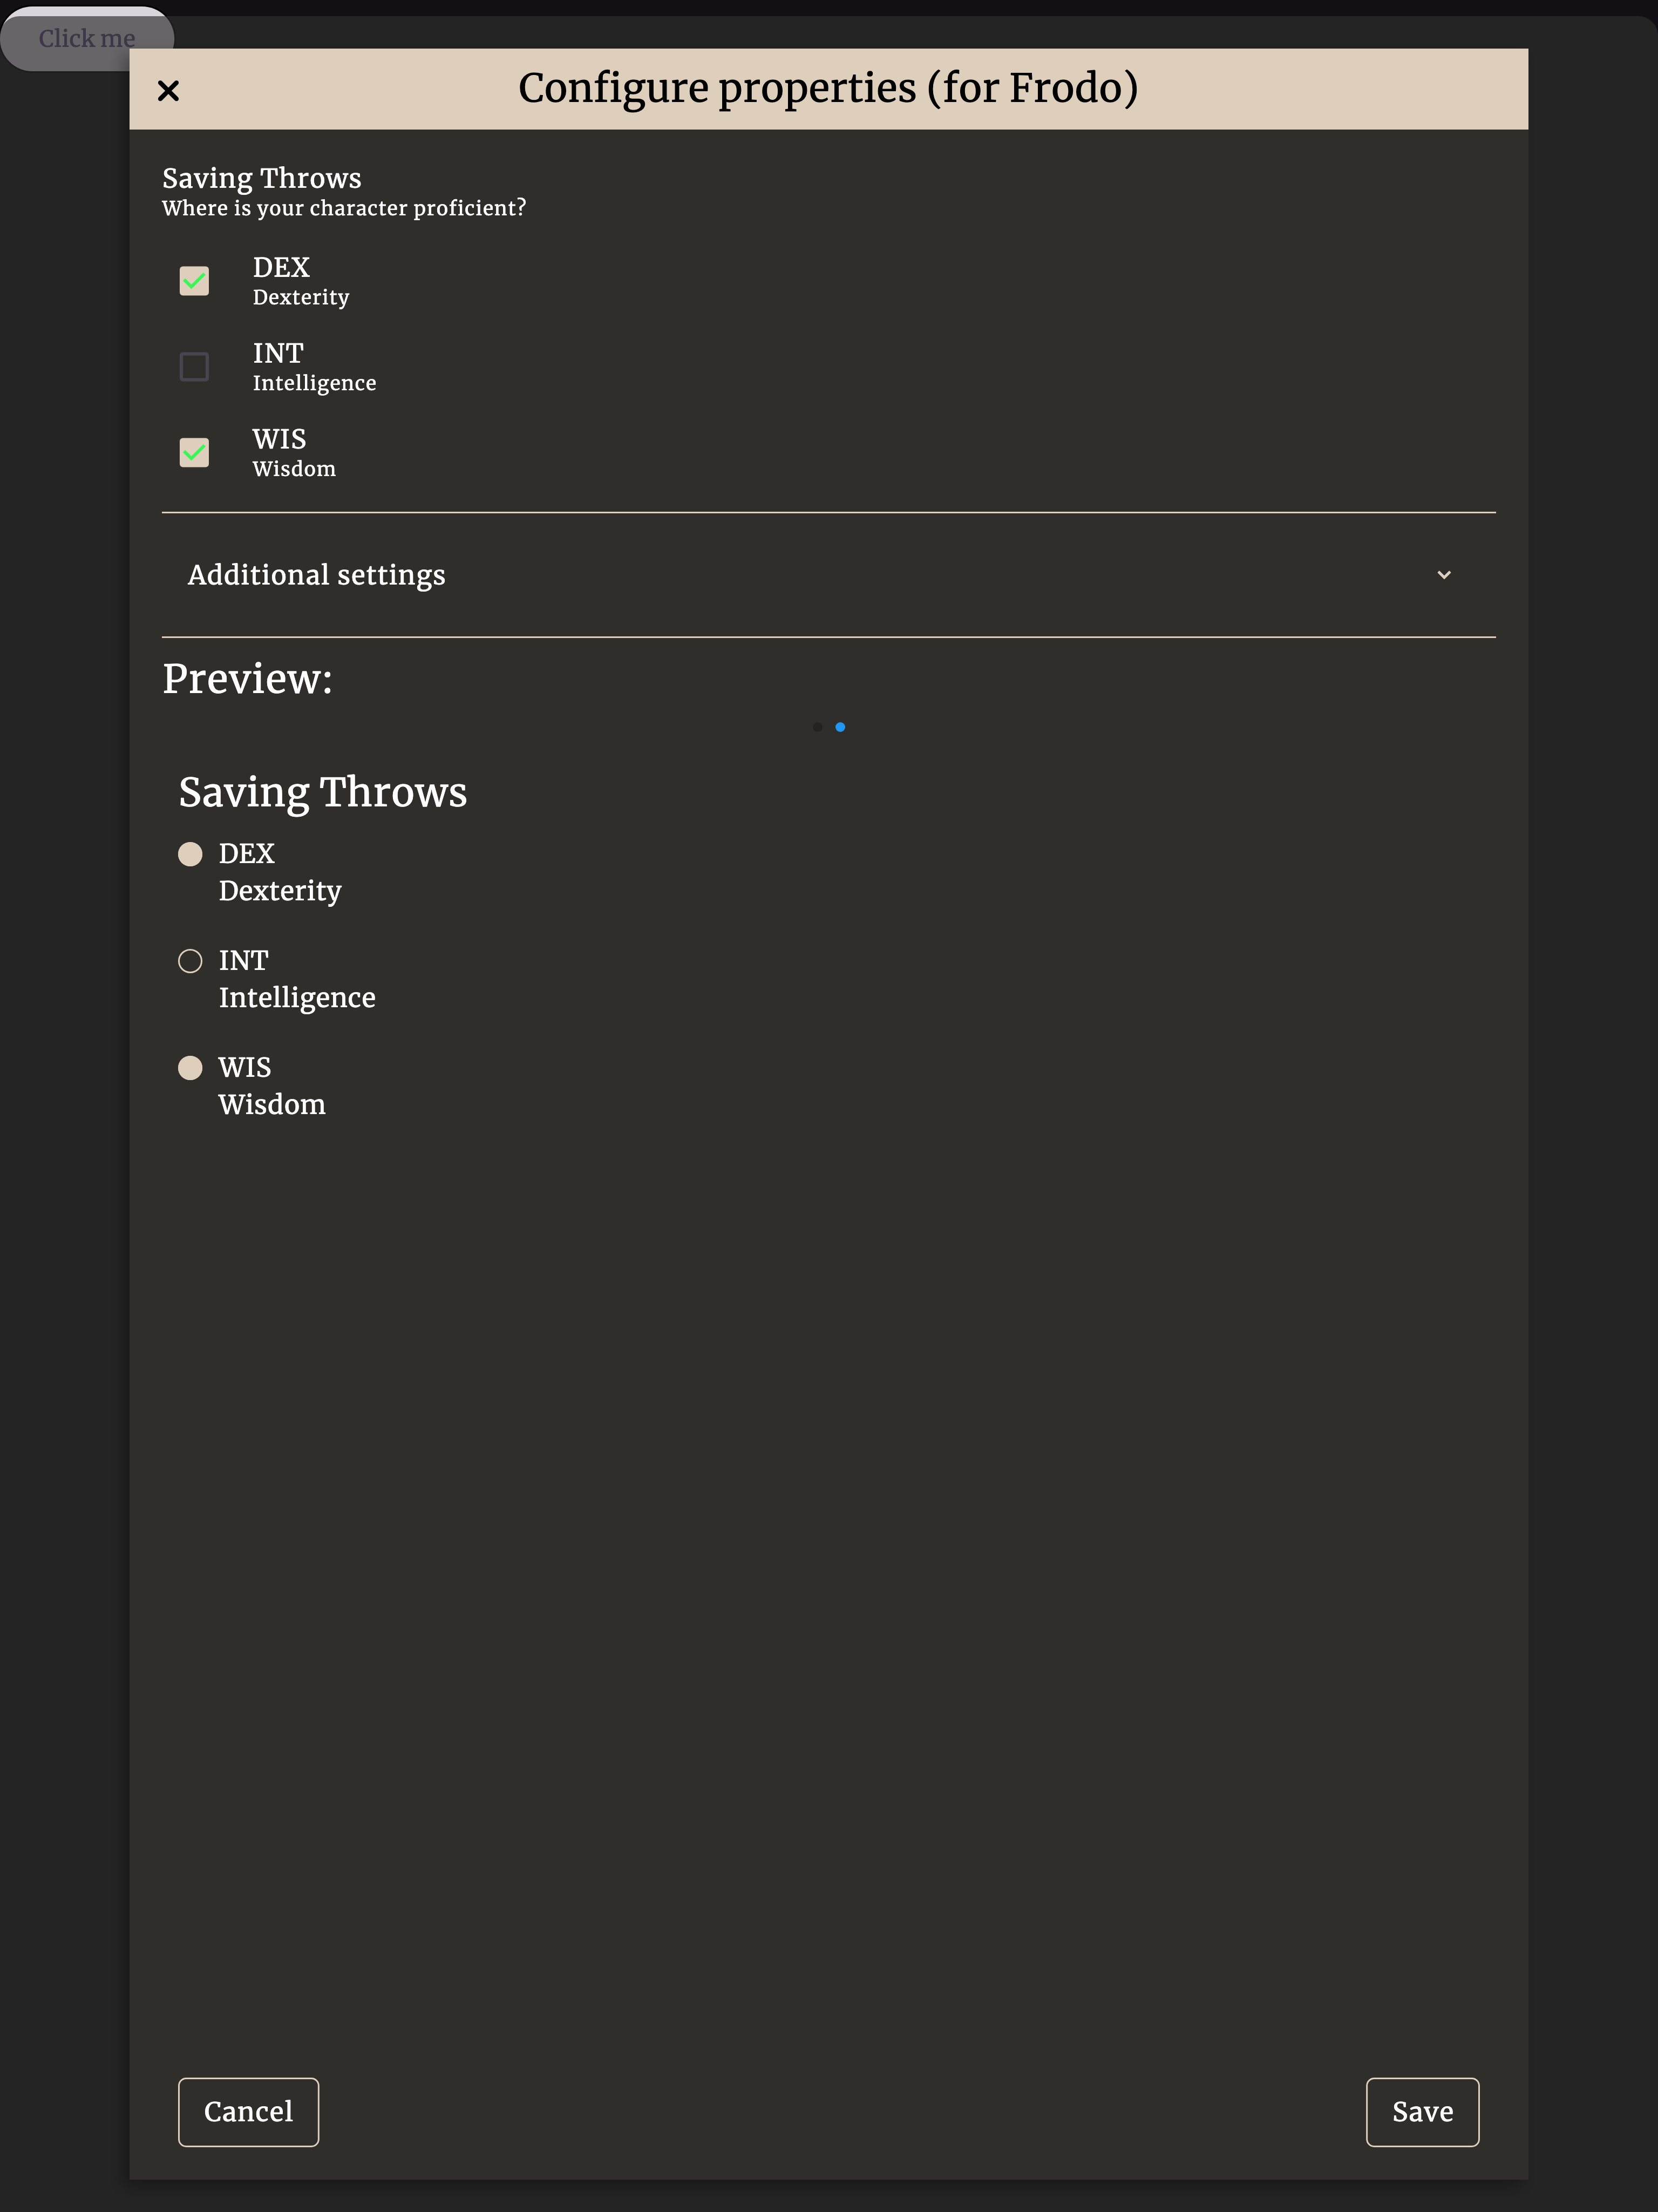 Click me
Configure properties (for Frodo)
Saving Throws
Where is your character proficient?
DEX
Dexterity
INT
Intelligence
WIS
Wisdom
Additional settings
Preview:
Saving Throws
DEX
Dexterity
INT
Intelligence
WIS
Wisdom
Cancel
Save